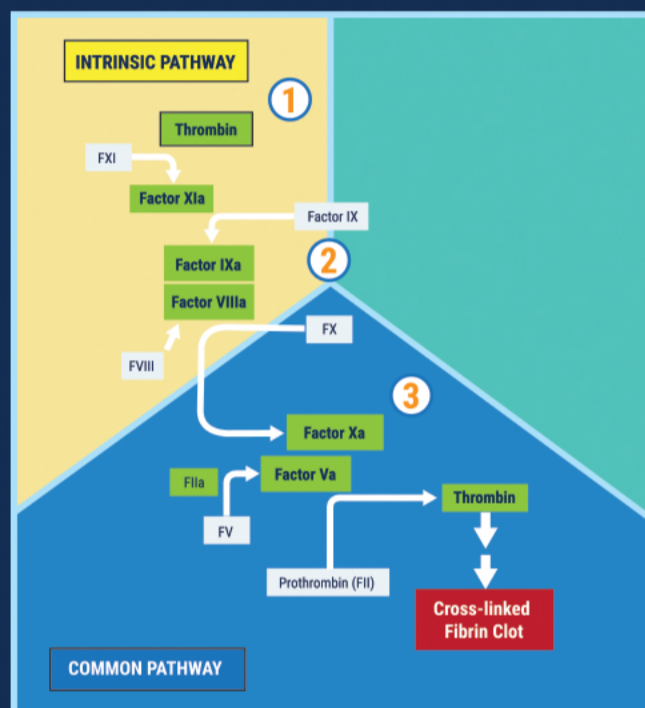 INTRINSIC PATHWAY
1
Thrombin
FXI
Factor XIa
Factor IX
Factor IXa
2
Factor VIIIa
FX
FVIII
3
Factor Xa
Factor Va
FIIa
Thrombin
FV
Prothrombin (FII)
Cross-linked
Fibrin Clot
COMMON PATHWAY